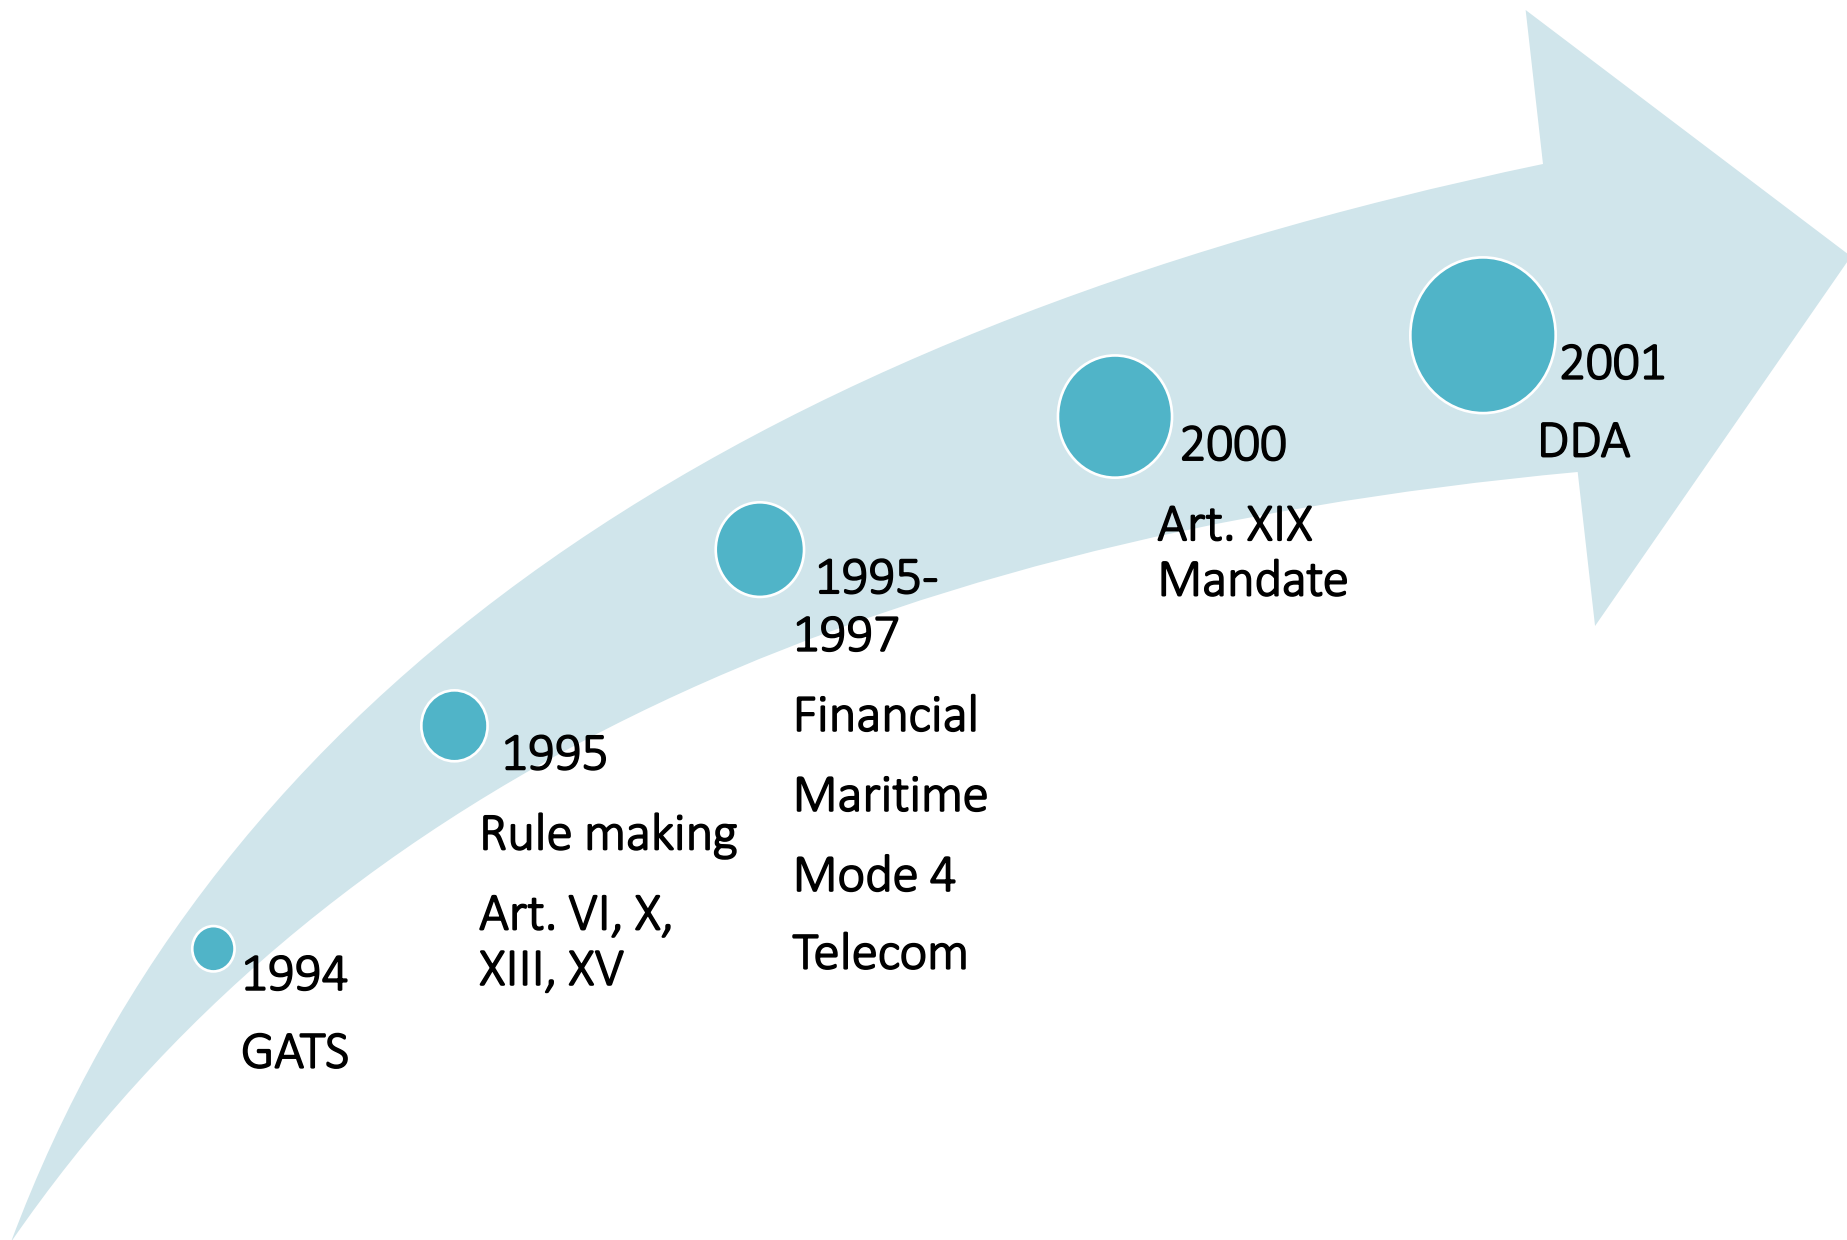 1994
GATS
1995
Rule making
Art. VI, X,
XIII, XV
1995-
1997
Financial
Maritime
Mode 4
Telecom
2000
Art. XIX
Mandate
2001
DDA